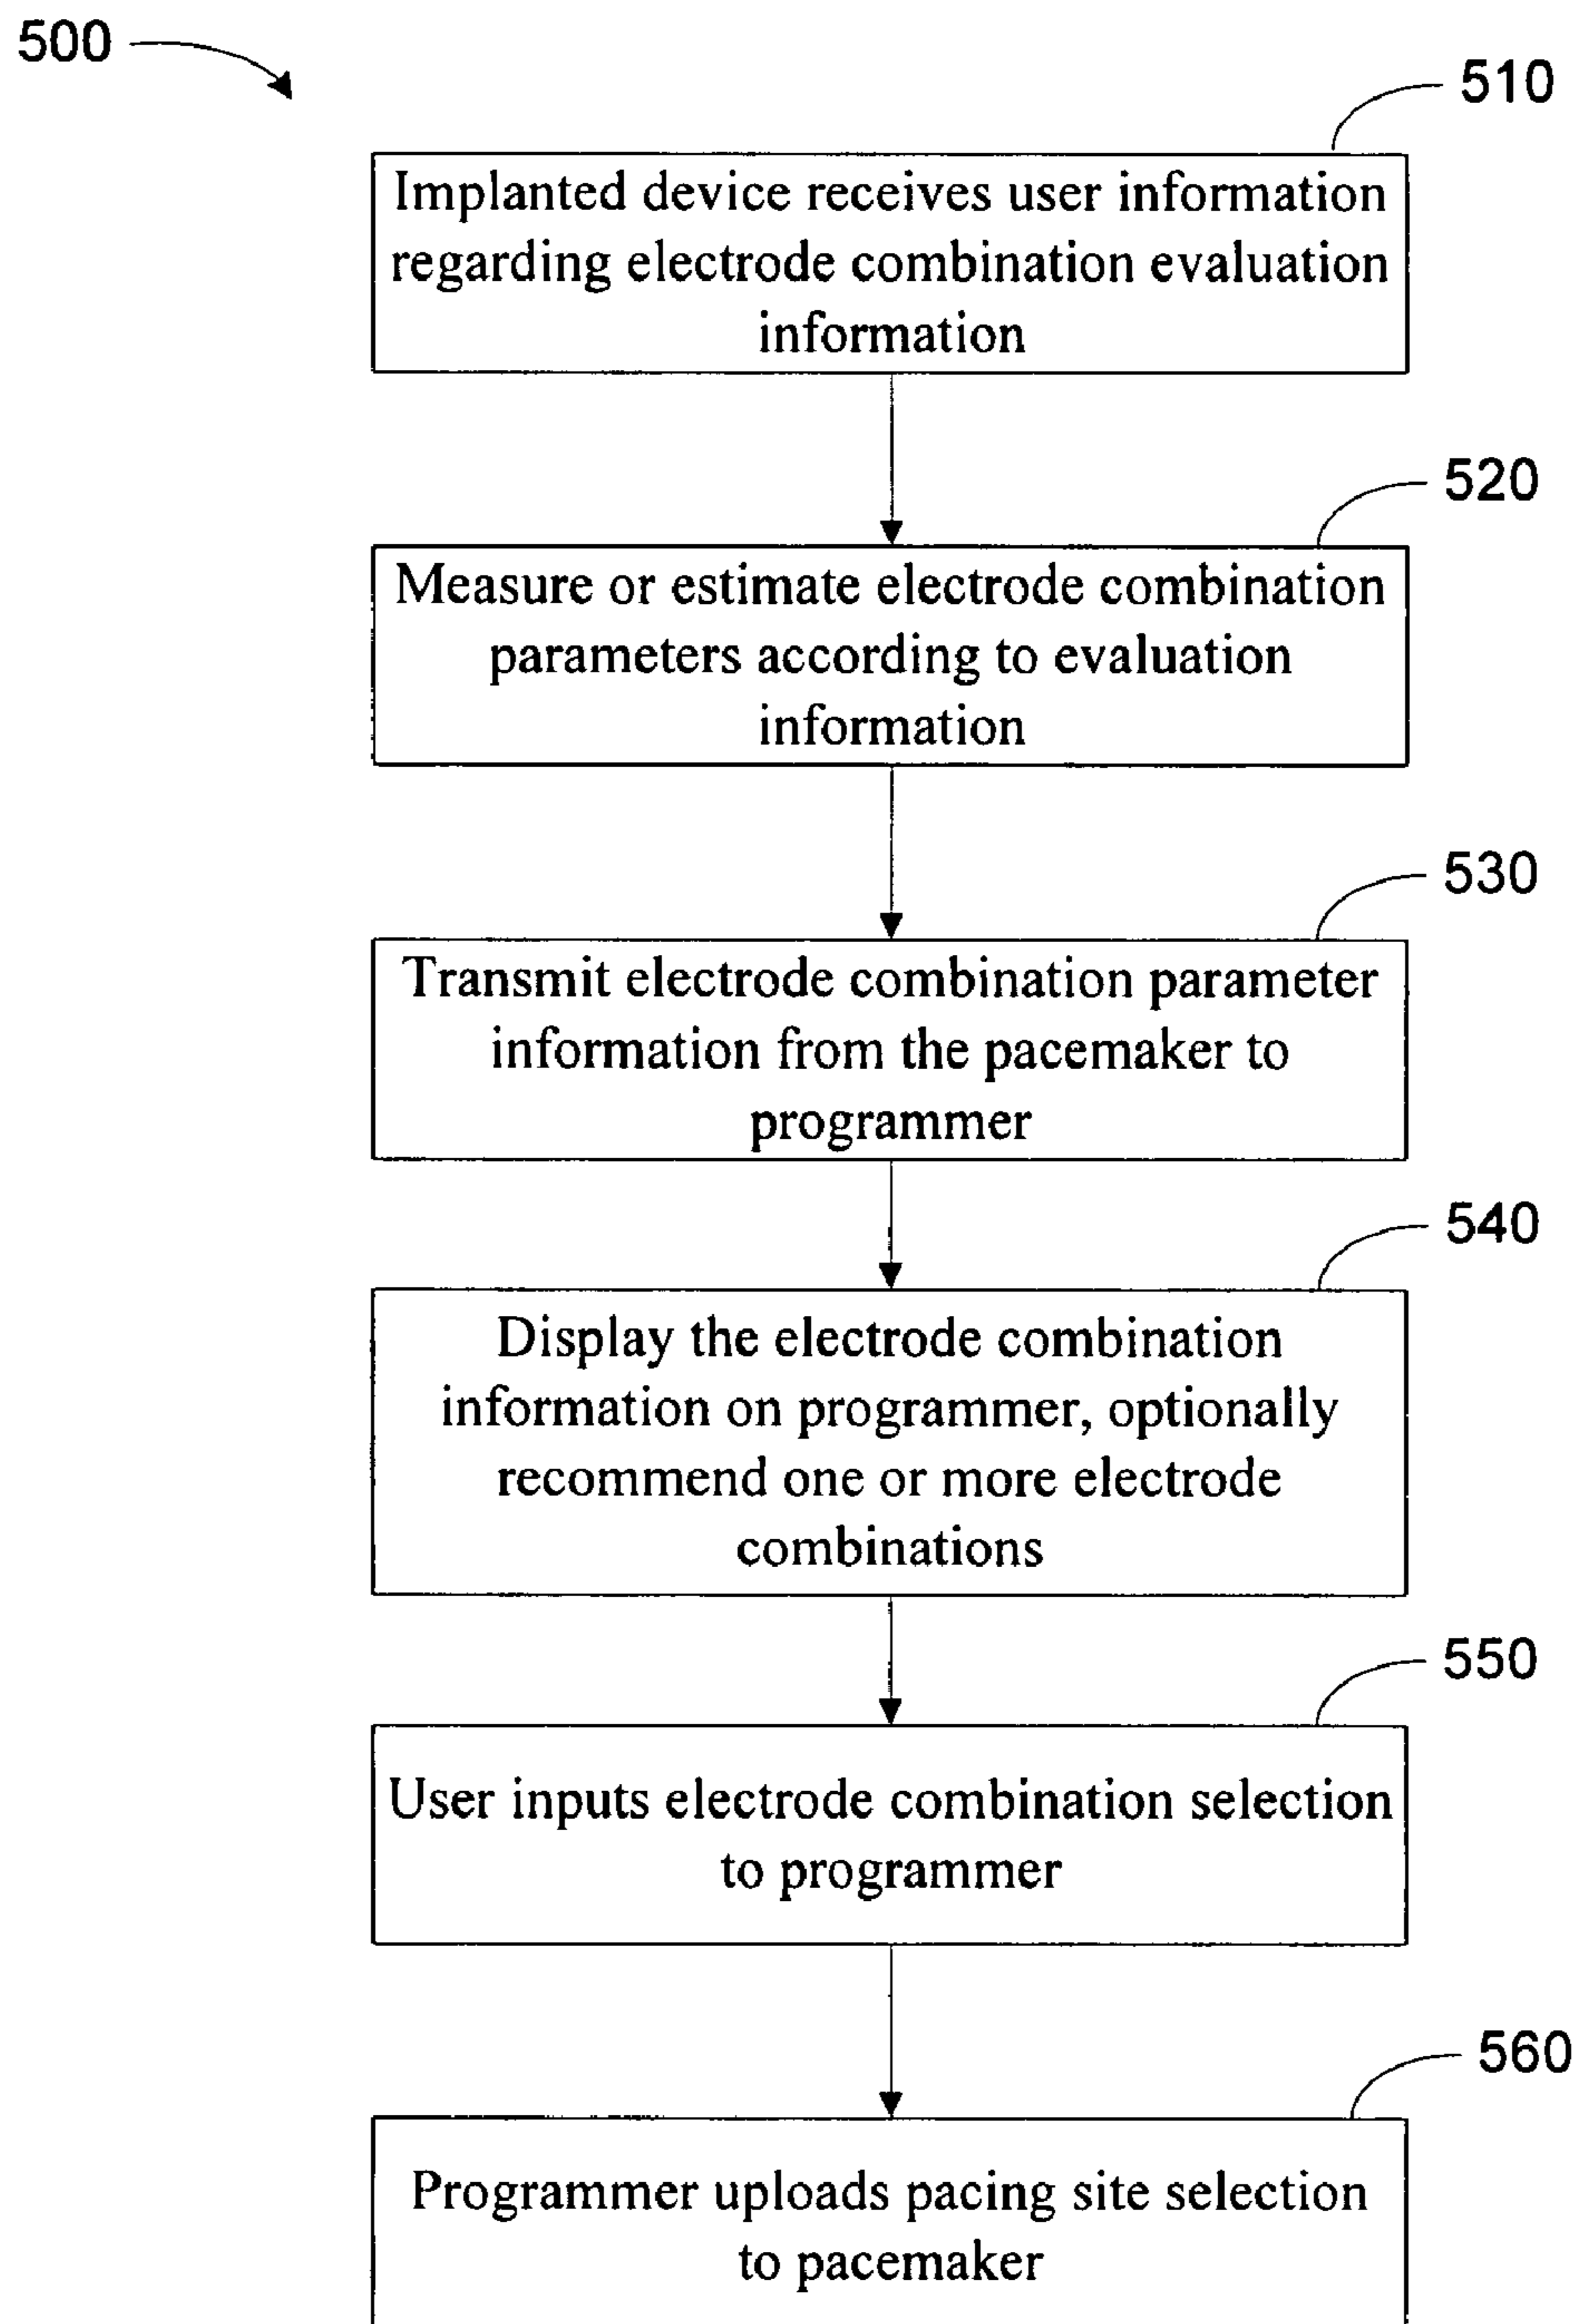 500
510
Implanted device receives user information
regarding electrode combination evaluation
information
520
Measure or estimate electrode combination
parameters according to evaluation
information
530
Transmit electrode combination parameter
information from the pacemaker to
programmer
540
Display the electrode combination
information on programmer, optionally
recommend one or more electrode
combinations
550
User inputs electrode combination selection
to programmer
560
Programmer uploads pacing site selection
to pacemaker